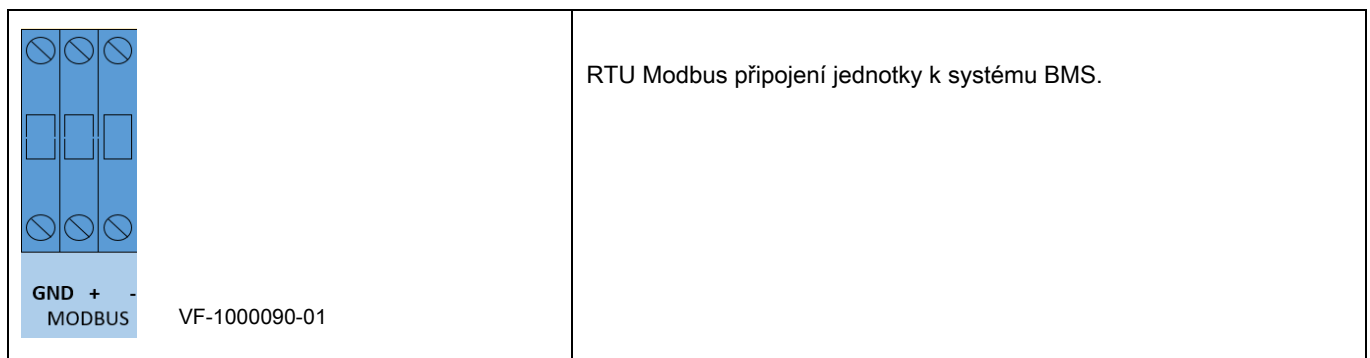 GND + -
MODBUS
VF-1000090-01
RTU Modbus připojení jednotky k systému BMS.